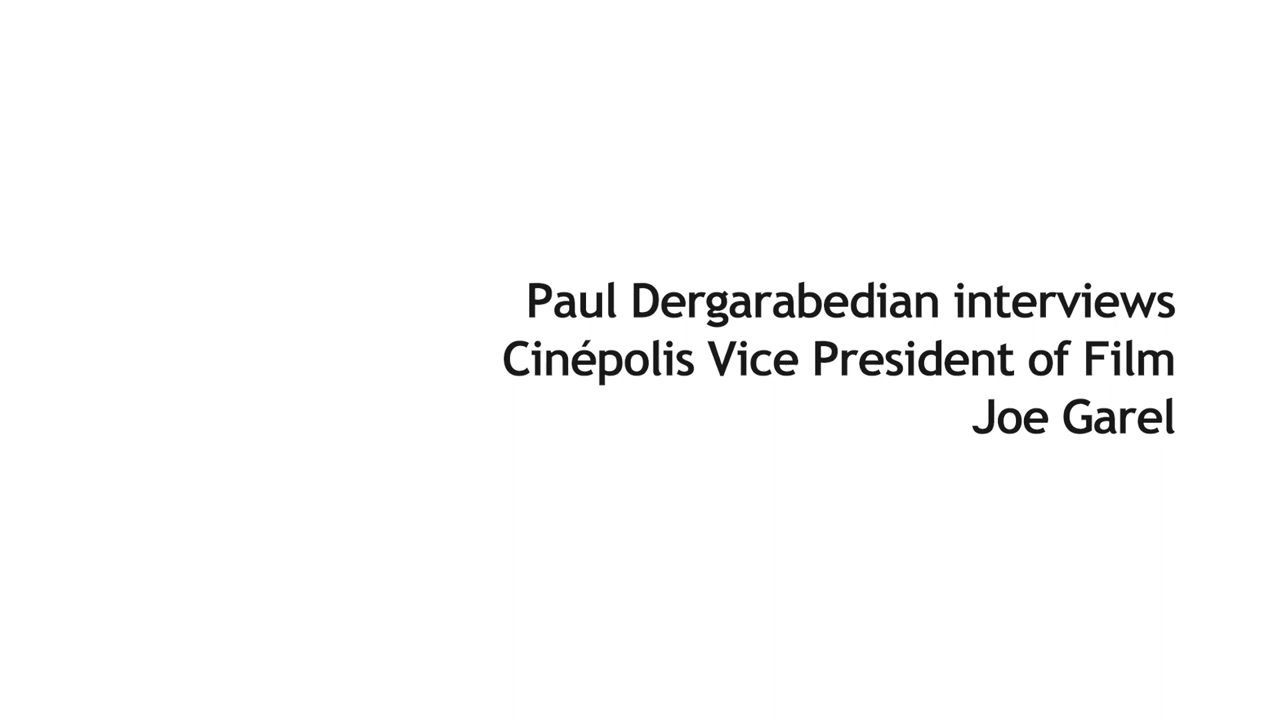 Paul Dergarabedian interviews
Cinépolis Vice President of Film
Joe Garel